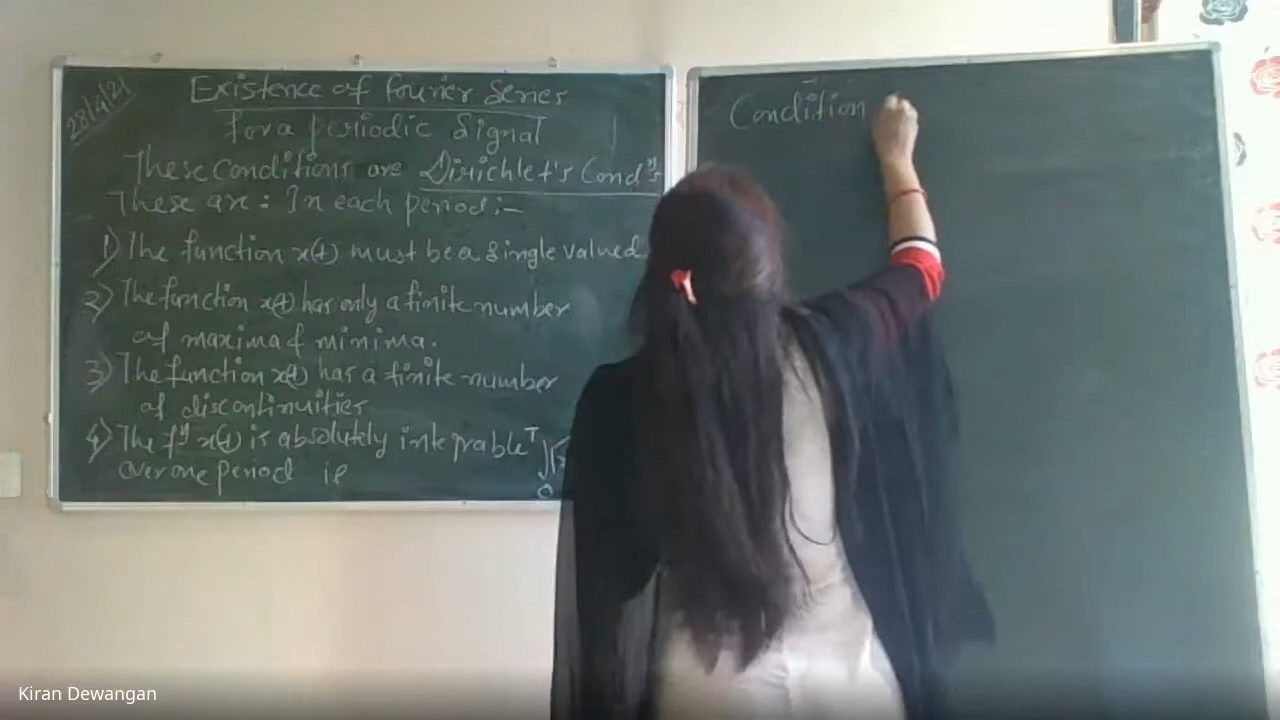 28/4/21
Existence of Fourier Series
for a periodic Signal
These Conditions are Dirichlet's Condⁿs
These are: In each period:-
1) The function x(t) must be a single valued
2) The function x(t) has only a finite number
of maxima & minima.
3) The function x(t) has a finite number
of discontinuities
4) The fⁿ x(t) is absolutely integrable
over one period ie
T
∫|
0
Condition
Kiran Dewangan